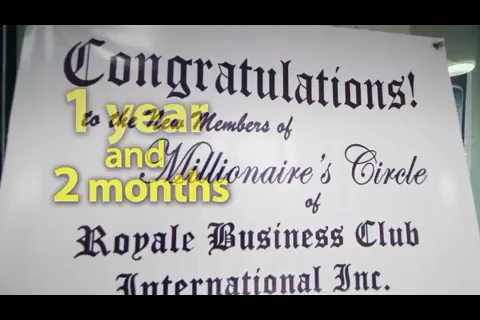 Congratulations!
to the New Members of
Millionaire's Circle
of
Royale Business Club
International Inc.
1 year
and
2 months